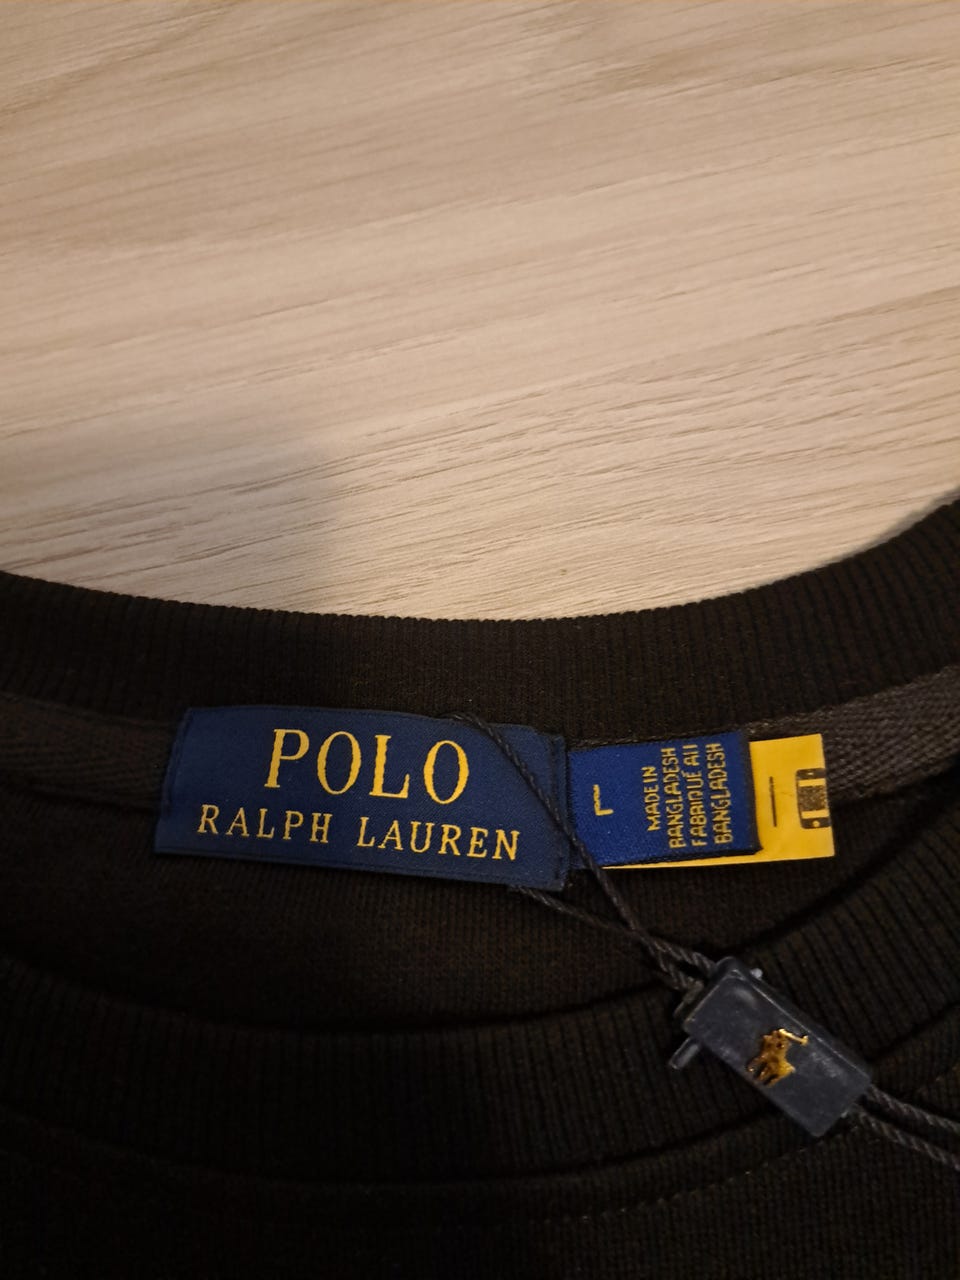 POLO
RALPH LAUREN
L
MADE IN
BANGLADESH
FABRIQUÉ AU
BANGLADESH